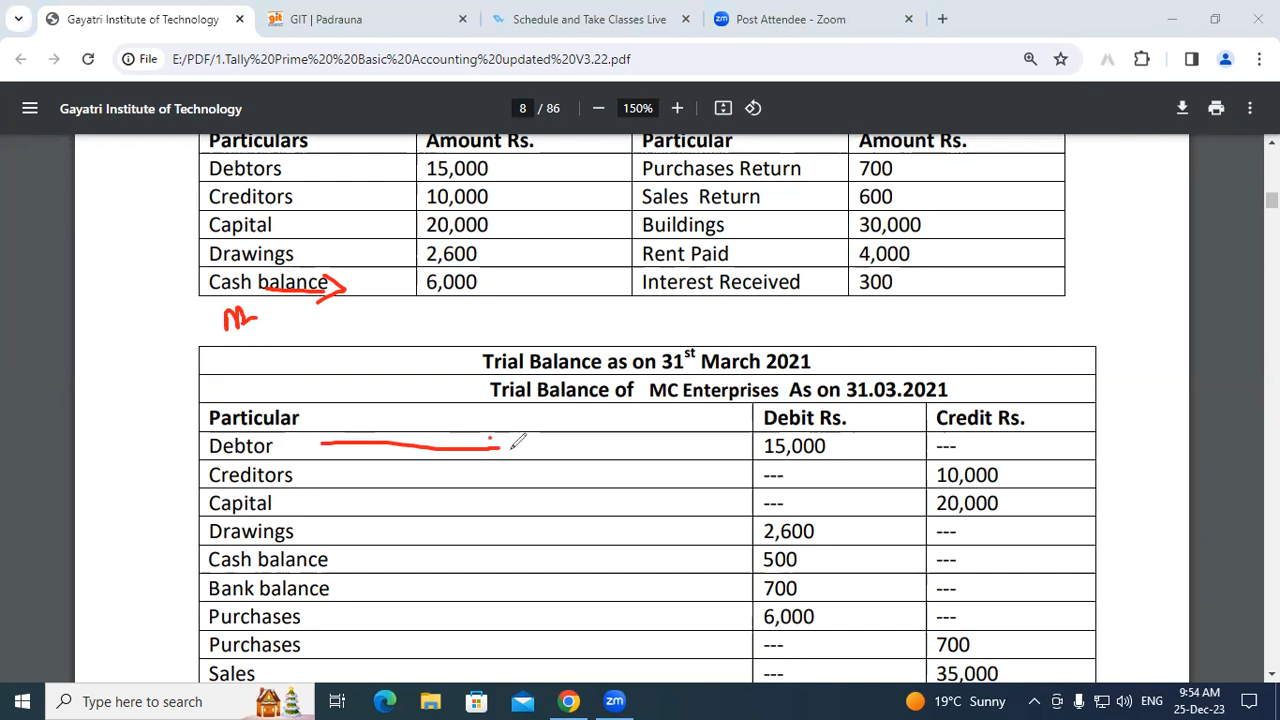 Gayatri Institute of Technology
GIT | Padrauna
Schedule and Take Classes Live
zm Post Attendee - Zoom
File E:/PDF/1.Tally%20Prime%20%20Basic%20Accounting%20updated%20V3.22.pdf
Gayatri Institute of Technology 8 / 86 150%
Particulars Amount Rs. Particular Amount Rs.
Debtors 15,000 Purchases Return 700
Creditors 10,000 Sales Return 600
Capital 20,000 Buildings 30,000
Drawings 2,600 Rent Paid 4,000
Cash balance 6,000 Interest Received 300
Trial Balance as on 31st March 2021
Trial Balance of MC Enterprises As on 31.03.2021
Particular Debit Rs. Credit Rs.
Debtor 15,000 ---
Creditors --- 10,000
Capital --- 20,000
Drawings 2,600 ---
Cash balance 500 ---
Bank balance 700 ---
Purchases 6,000 ---
Purchases --- 700
Sales --- 35,000
Type here to search
zm
19°C Sunny
ENG
9:54 AM
25-Dec-23